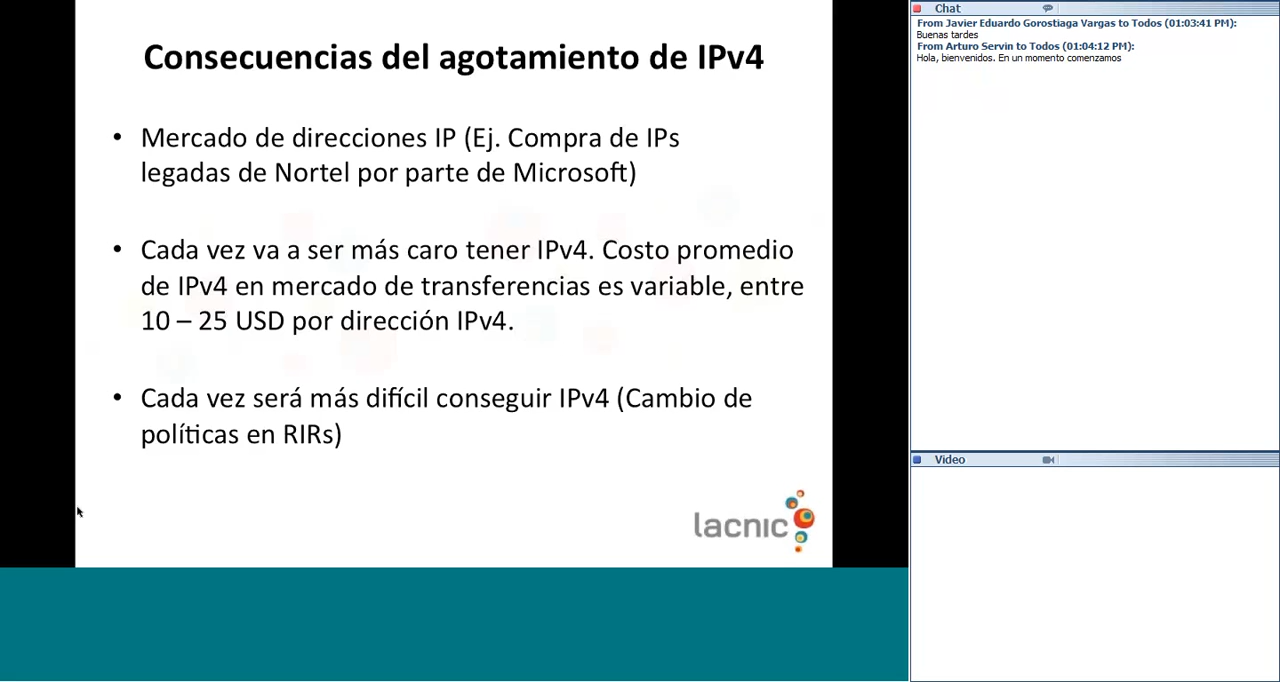 Consecuencias del agotamiento de IPv4
• Mercado de direcciones IP (Ej. Compra de IPs
legadas de Nortel por parte de Microsoft)
• Cada vez va a ser más caro tener IPv4. Costo promedio
de IPv4 en mercado de transferencias es variable, entre
10 – 25 USD por dirección IPv4.
• Cada vez será más difícil conseguir IPv4 (Cambio de
políticas en RIRs)
lacnic
Chat
From Javier Eduardo Gorostiaga Vargas to Todos (01:03:41 PM):
Buenas tardes
From Arturo Servin to Todos (01:04:12 PM):
Hola, bienvenidos. En un momento comenzamos
Video